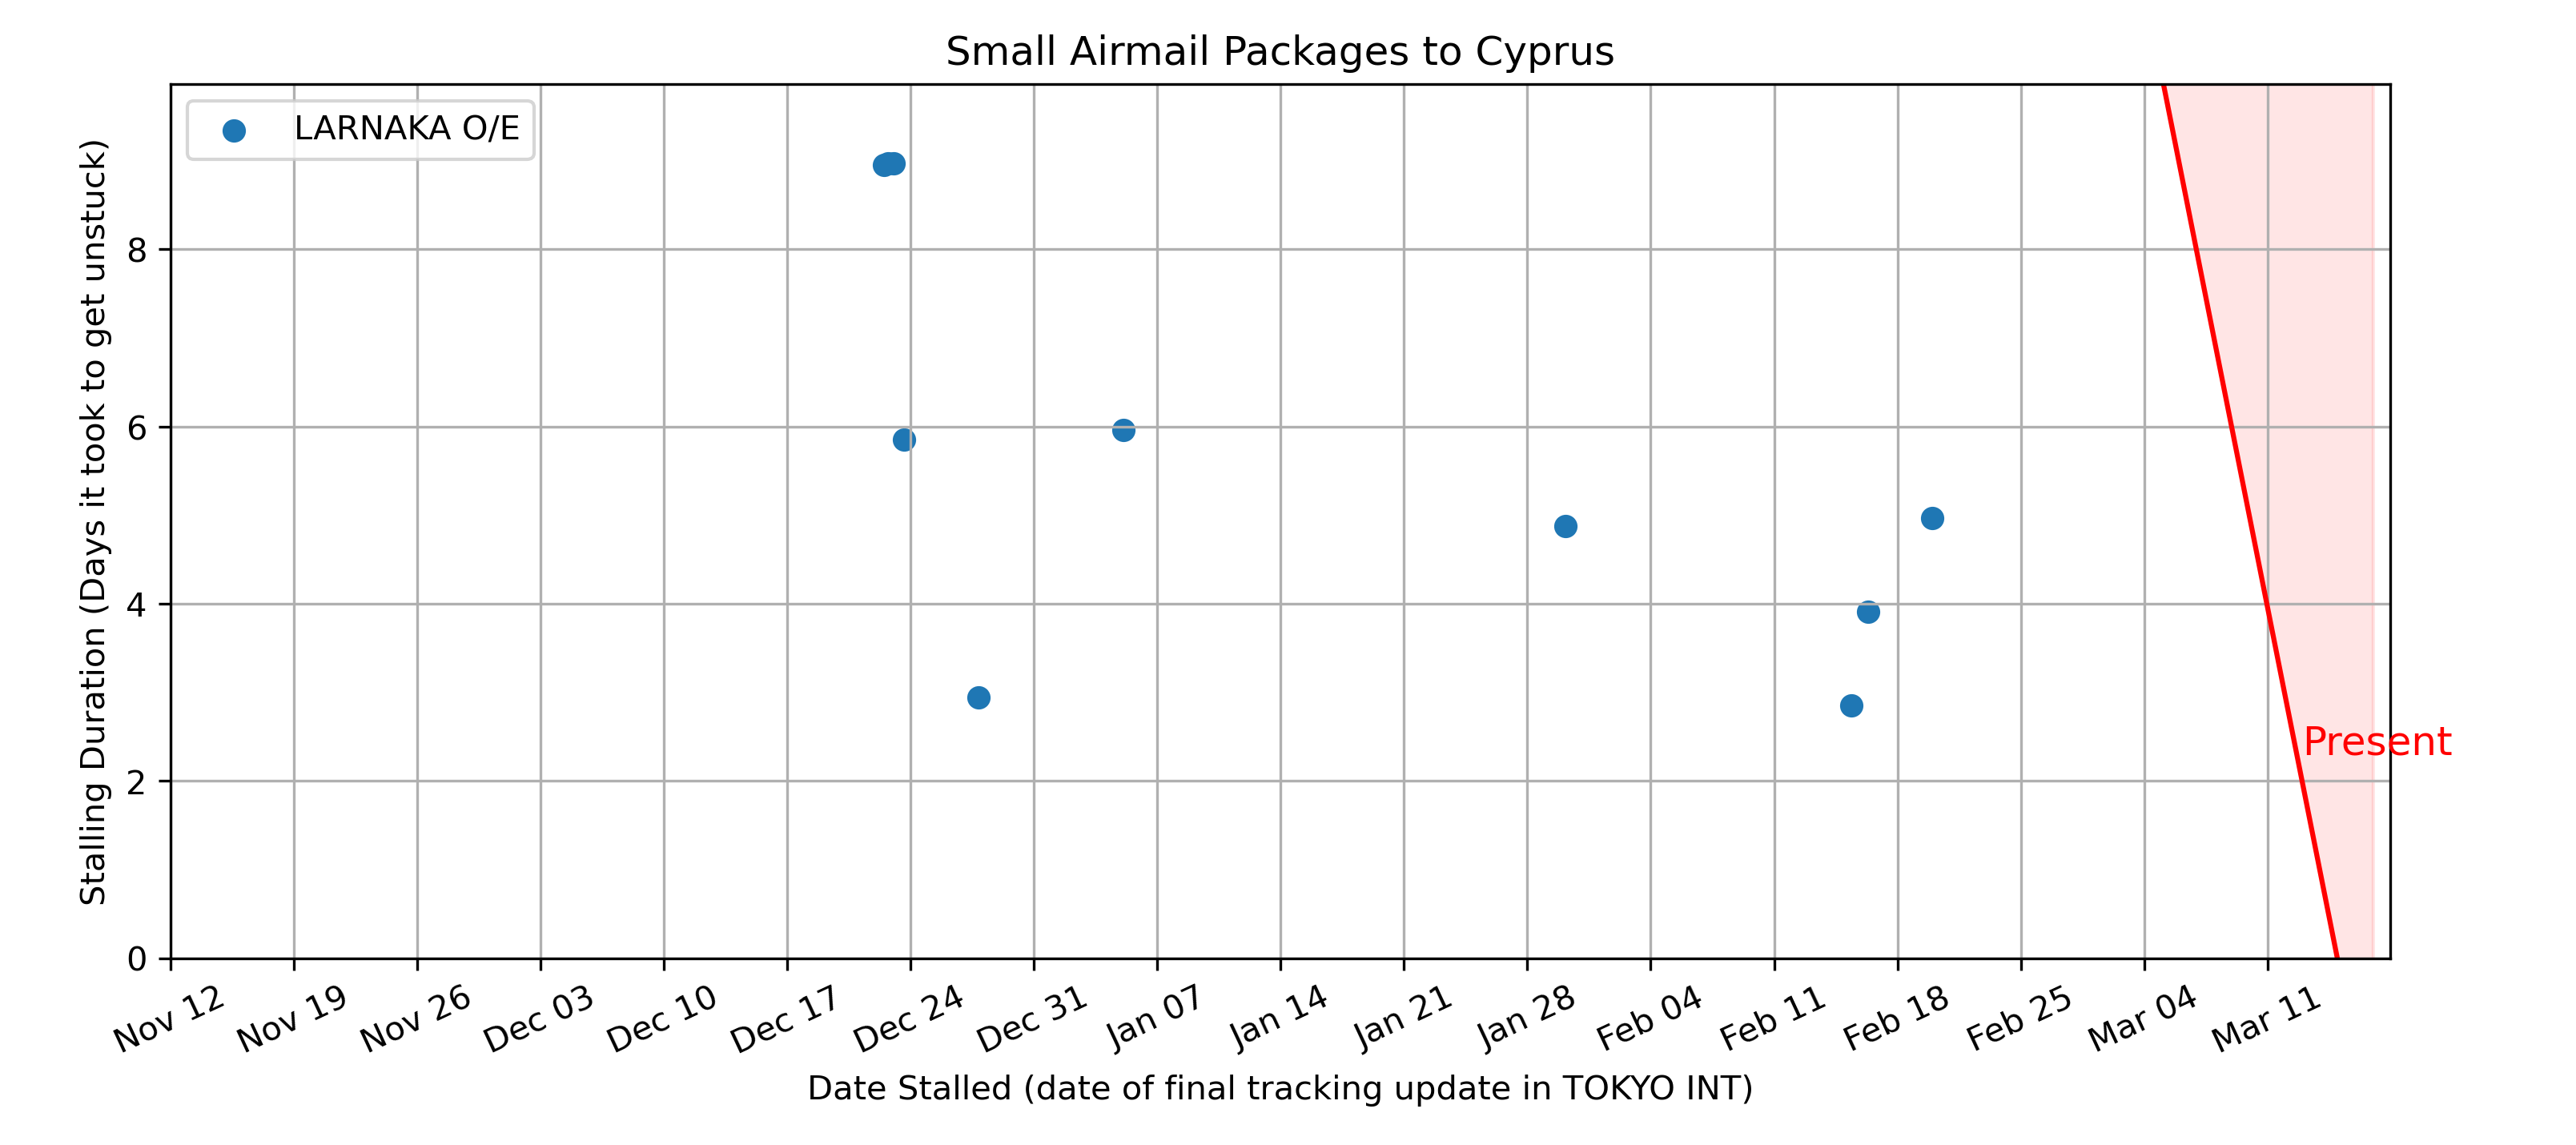 Small Airmail Packages to Cyprus
LARNAKA O/E
Stalling Duration (Days it took to get unstuck)
8
6
4
2
0
Present
Nov 12
Nov 19
Nov 26
Dec 03
Dec 10
Dec 17
Dec 24
Dec 31
Jan 07
Jan 14
Jan 21
Jan 28
Feb 04
Feb 11
Feb 18
Feb 25
Mar 04
Mar 11
Date Stalled (date of final tracking update in TOKYO INT)